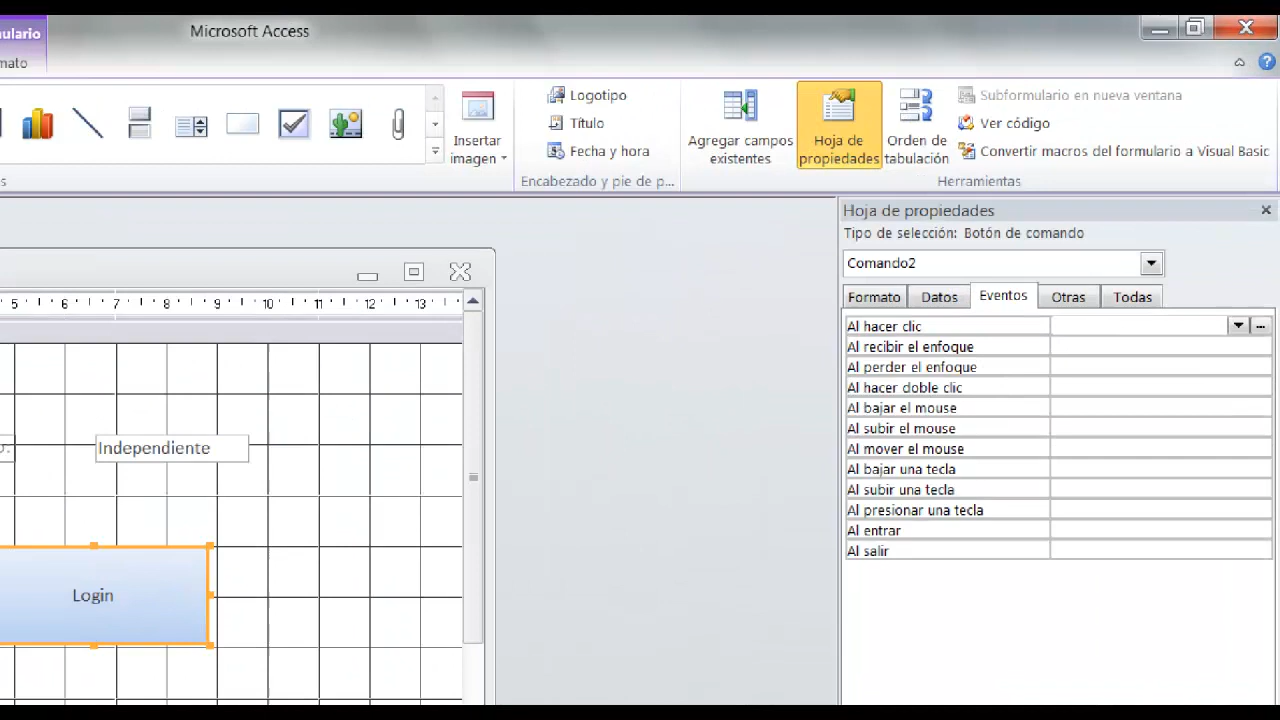 Microsoft Access
ulario
mato
Logotipo
Título
Fecha y hora
Insertar
imagen
Encabezado y pie de p...
Agregar campos
existentes
Hoja de
propiedades
Orden de
tabulación
Subformulario en nueva ventana
Ver código
Convertir macros del formulario a Visual Basic
Herramientas
Hoja de propiedades
Tipo de selección: Botón de comando
Comando2
Formato Datos Eventos Otras Todas
Al hacer clic
Al recibir el enfoque
Al perder el enfoque
Al hacer doble clic
Al bajar el mouse
Al subir el mouse
Al mover el mouse
Al bajar una tecla
Al subir una tecla
Al presionar una tecla
Al entrar
Al salir
5 6 7 8 9 10 11 12 13
Independiente
Login